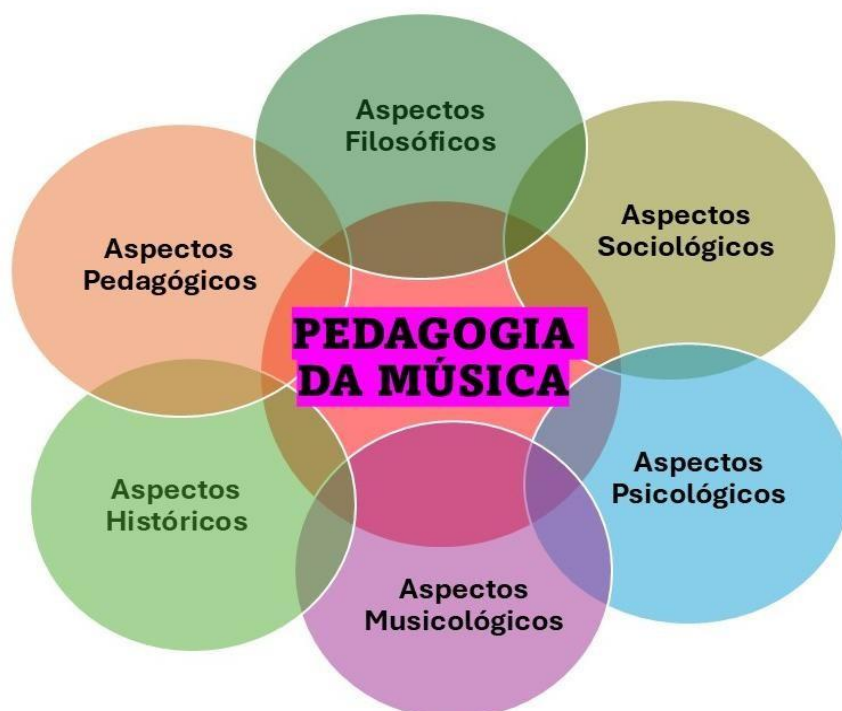 Aspectos
Filosóficos
Aspectos
Sociológicos
Aspectos
Pedagógicos
PEDAGOGIA
DA MÚSICA
Aspectos
Psicológicos
Aspectos
Históricos
Aspectos
Musicológicos